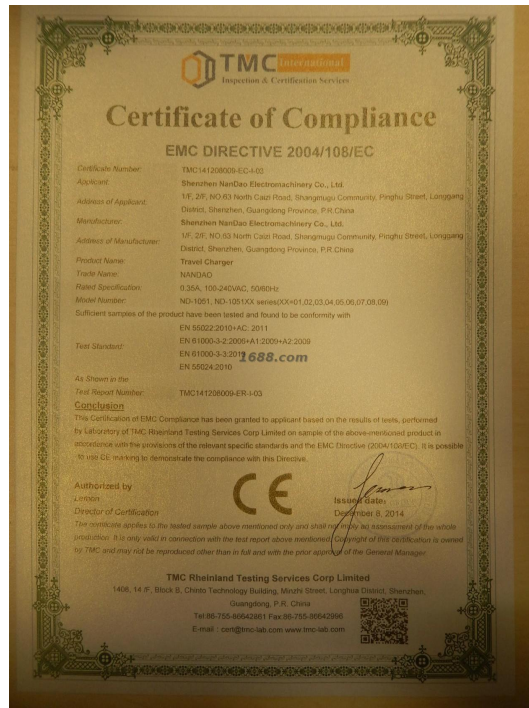 TMC International
Inspection & Certification Services
Certificate of Compliance
EMC DIRECTIVE 2004/108/EC
Certificate Number: TMC141208009-EC-I-03
Applicant: Shenzhen NanDao Electromachinery Co., Ltd.
Address of Applicant: 1/F, 2/F, NO.63 North Caizi Road, Shangmugu Community, Pinghu Street, Longgang
District, Shenzhen, Guangdong Province, P.R.China
Manufacturer: Shenzhen NanDao Electromachinery Co., Ltd.
Address of Manufacturer: 1/F, 2/F, NO.63 North Caizi Road, Shangmugu Community, Pinghu Street, Longgang
District, Shenzhen, Guangdong Province, P.R.China
Product Name: Travel Charger
Trade Name: NANDAO
Rated Specification: 0.35A, 100-240VAC, 50/60Hz
Model Number: ND-1051, ND-1051XX series(XX=01,02,03,04,05,06,07,08,09)
Sufficient samples of the product have been tested and found to be conformity with
EN 55022:2010+AC: 2011
EN 61000-3-2:2006+A1:2009+A2:2009
Test Standard:
EN 61000-3-3:2013
1688.com
EN 55024:2010
As Shown in the
Test Report Number: TMC141208009-ER-I-03
Conclusion
This Certification of EMC Compliance has been granted to applicant based on the results of tests, performed
by Laboratory of TMC Rheinland Testing Services Corp Limited on sample of the above-mentioned product in
accordance with the provisions of the relevant specific standards and the EMC Directive (2004/108/EC). It is possible
to use CE marking to demonstrate the compliance with this Directive.
CE
Authorized by
Lemon
Issued date:
Director of Certification
December 8, 2014
The certificate applies to the tested sample above mentioned only and shall not imply an assessment of the whole
production. It is only valid in connection with the test report above mentioned. Copyright of this certification is owned
by TMC and may not be reproduced other than in full and with the prior approval of the General Manager.
TMC Rheinland Testing Services Corp Limited
1406, 14 /F, Block B, Chinto Technology Building, Minzhi Street, Longhua District, Shenzhen,
Guangdong, P.R. China
Tel:86-755-86642861 Fax:86-755-86642996
E-mail : cert@tmc-lab.com www.tmc-lab.com